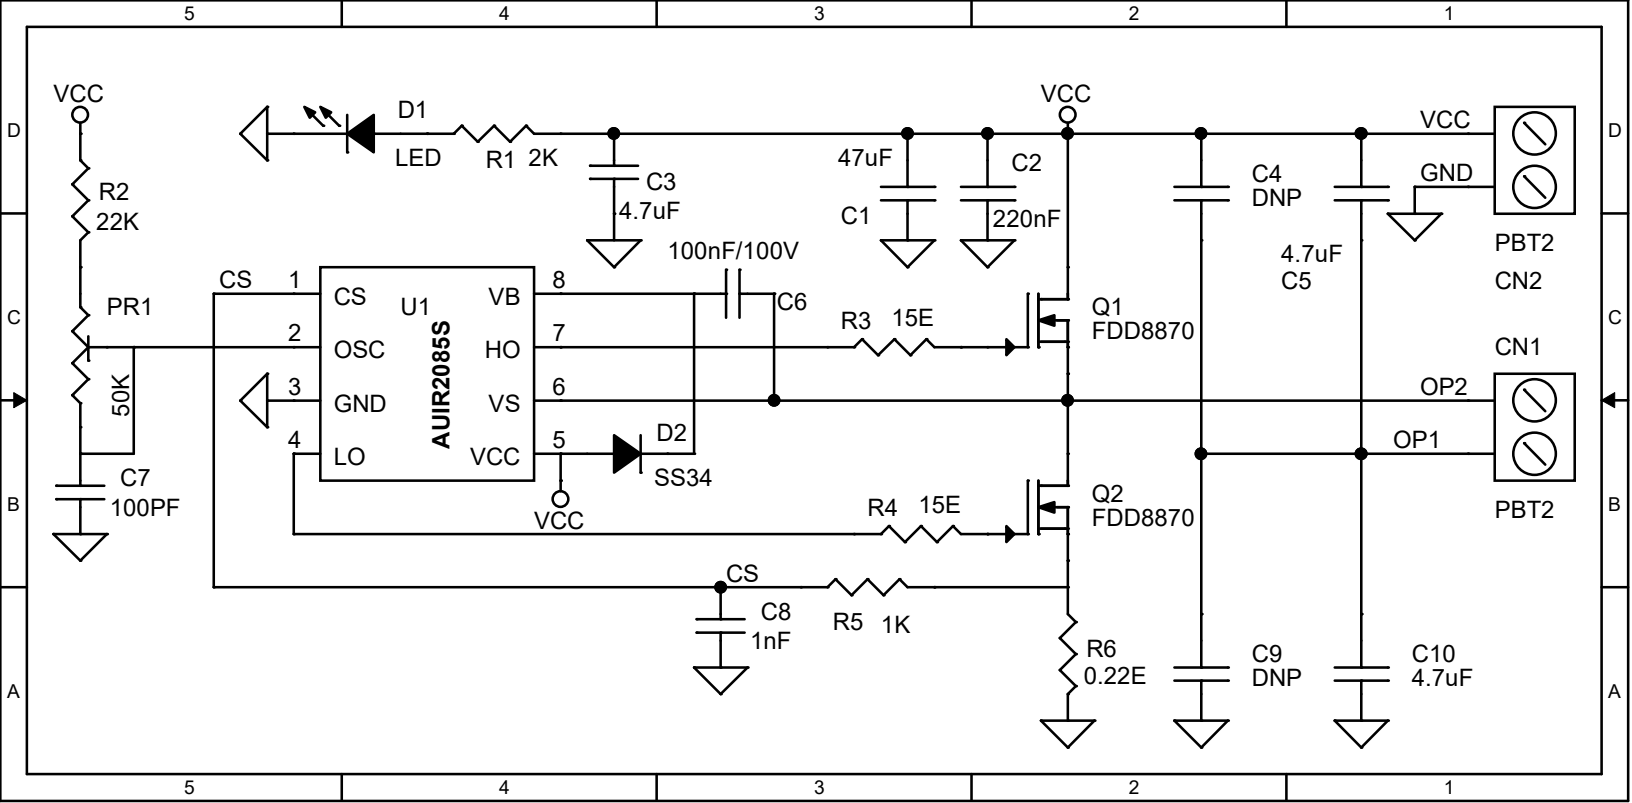 5 4 3 2 1
D D
C C
B B
A A
VCC
R2
22K
PR1
50K
C7
100PF
D1
LED
R1 2K
C3
4.7uF
47uF
C1
C2
220nF
VCC
C4
DNP
4.7uF
C5
VCC
GND
PBT2
CN2
CN1
OP2
OP1
PBT2
CS
1
2
3
4
CS
OSC
GND
LO
U1
AUIR2085S
VB
HO
VS
VCC
8
7
6
5
100nF/100V
C6
R3 15E
Q1
FDD8870
D2
SS34
VCC
R4 15E
Q2
FDD8870
CS
C8
1nF
R5 1K
R6
0.22E
C9
DNP
C10
4.7uF
5 4 3 2 1